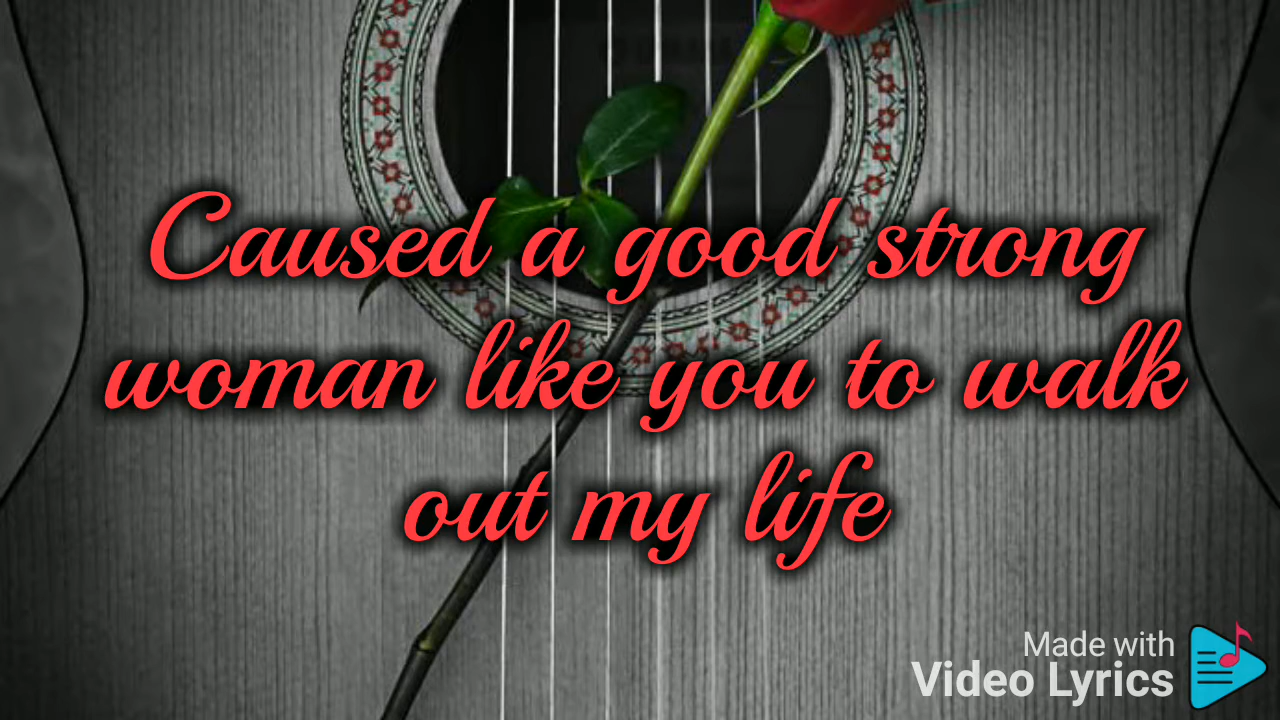 Caused a good strong
woman like you to walk
out my life
Made with
Video Lyrics